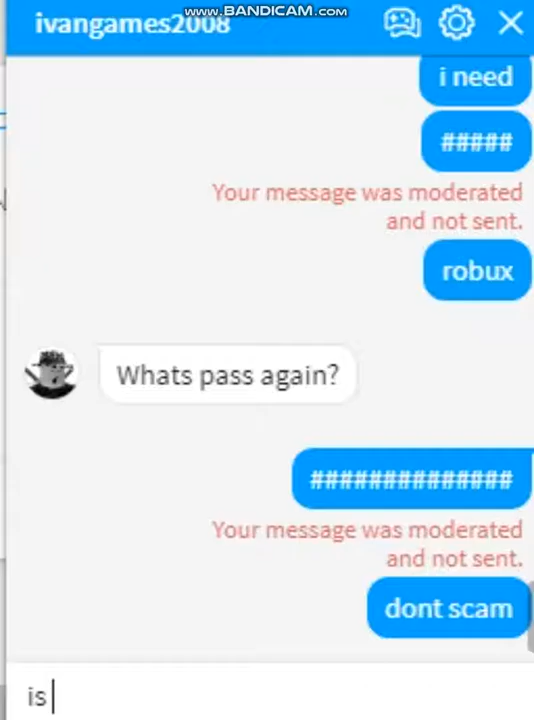 www.BANDICAM.com
ivangames2008
i need
#####
Your message was moderated
and not sent.
robux
Whats pass again?
##############
Your message was moderated
and not sent.
dont scam
is